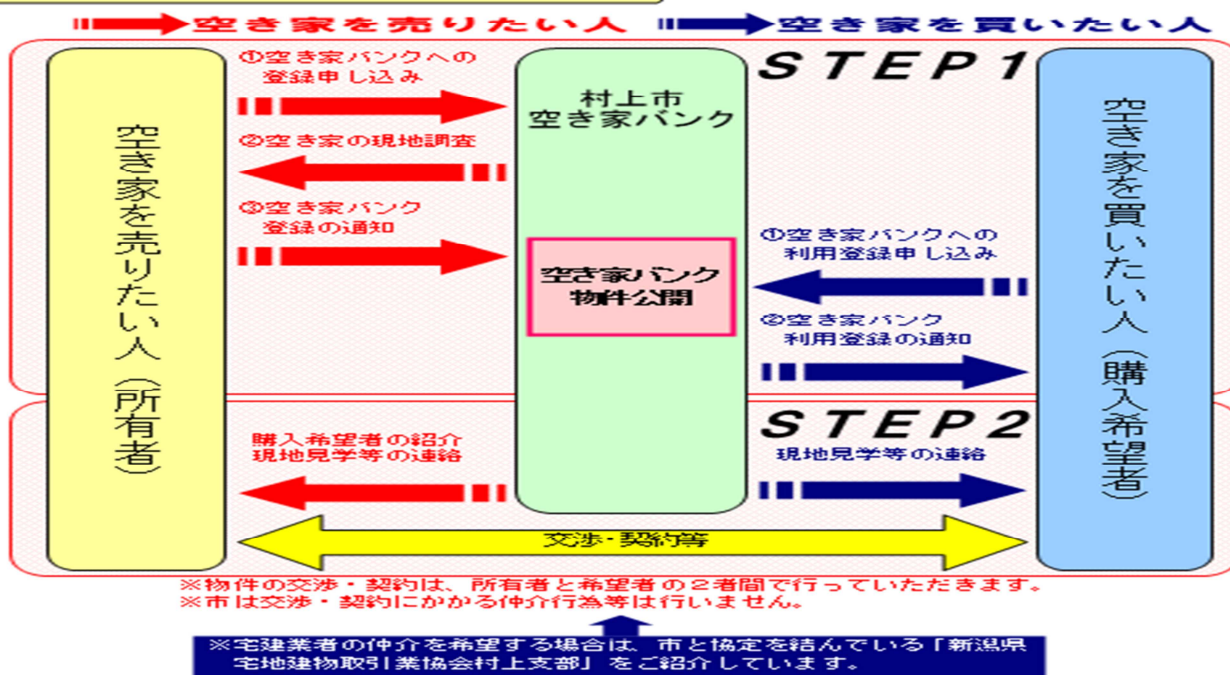 空き家を売りたい人
空き家を買いたい人
STEP1
空き家を売りたい人（所有者）
①空き家バンクへの
登録申し込み
②空き家の現地調査
③空き家バンク
登録の通知
村上市
空き家バンク
空き家バンク
物件公開
①空き家バンクへの
利用登録申し込み
②空き家バンク
利用登録の通知
空き家を買いたい人（購入希望者）
STEP2
購入希望者の紹介
現地見学等の連絡
現地見学等の連絡
交渉・契約等
※物件の交渉・契約は、所有者と希望者の２者間で行っていただきます。
※市は交渉・契約にかかる仲介行為等は行いません。
※宅建業者の仲介を希望する場合は、市と協定を結んでいる「新潟県
宅地建物取引業協会村上支部」をご紹介しています。